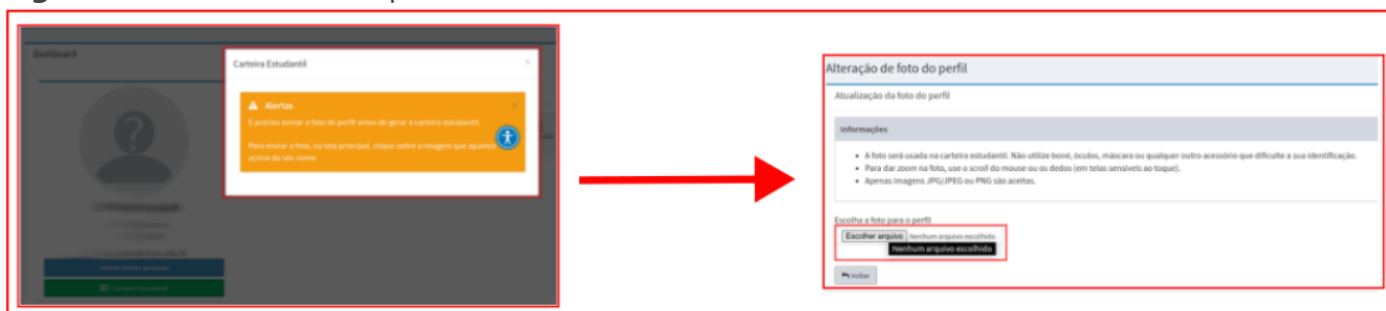 Dashboard
Carteira Estudantil
×
Alertas
×
É preciso enviar a foto de perfil antes de gerar a carteira estudantil.
Para enviar a foto, na tela principal, clique sobre a imagem que aparece
acima do seu nome
Carteira Estudantil
Alteração de foto do perfil
Atualização da foto do perfil
Informações
• A foto será usada na carteira estudantil. Não utilize boné, óculos, máscara ou qualquer outro acessório que dificulte a sua identificação.
• Para dar zoom na foto, use o scroll do mouse ou os dedos (em telas sensíveis ao toque).
• Apenas imagens JPG/JPEG ou PNG são aceitas.
Escolha a foto para o perfil
Escolher arquivo Nenhum arquivo escolhido
Nenhum arquivo escolhido
Voltar